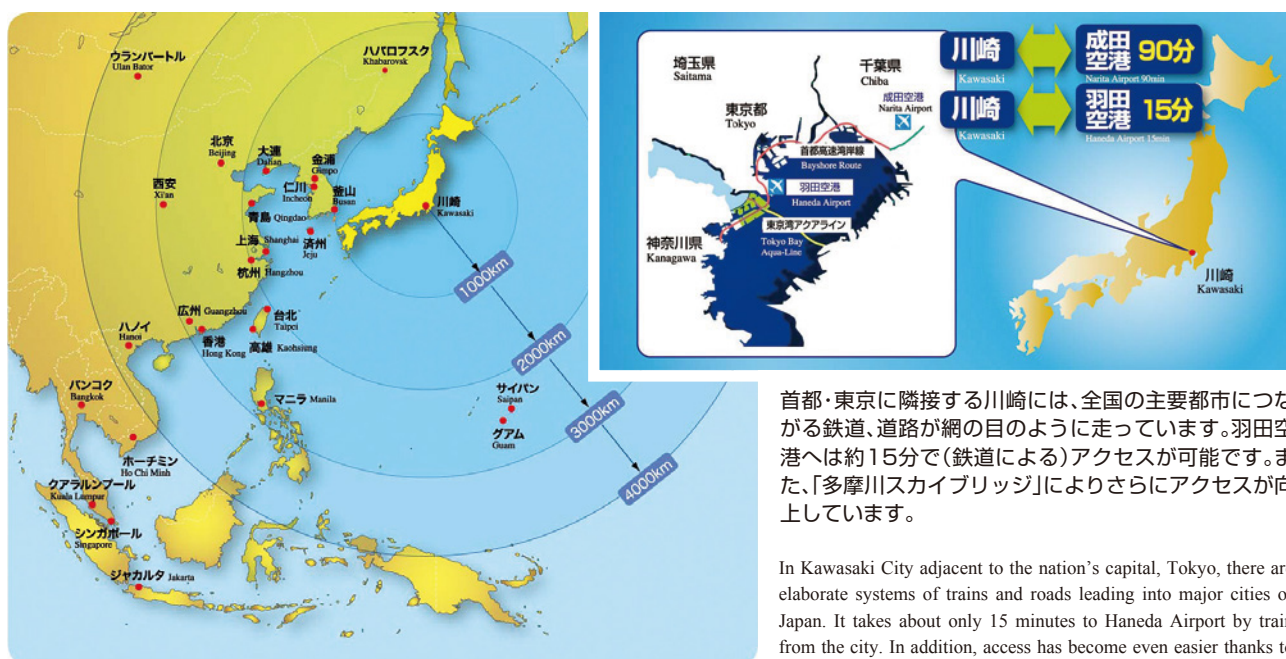 ウランバートル
Ulan Bator
ハバロフスク
Khabarovsk
北京
Beijing
大連
Dalian
金浦
Gimpo
西安
Xi'an
仁川
Incheon
釜山
Busan
川崎
Kawasaki
青島 Qingdao
上海 Shanghai
済州
Jeju
杭州 Hangzhou
1000km
広州 Guangzhou
台北
Taipei
ハノイ
Hanoi
香港
Hong Kong
高雄 Kaohsiung
2000km
バンコク
Bangkok
マニラ Manila
サイパン
Saipan
グアム
Guam
3000km
ホーチミン
Ho Chi Minh
4000km
クアラルンプール
Kuala Lumpur
シンガポール
Singapore
ジャカルタ Jakarta
埼玉県
Saitama
千葉県
Chiba
成田空港
Narita Airport
東京都
Tokyo
首都高速湾岸線
Bayshore Route
羽田空港
Haneda Airport
東京湾アクアライン
Tokyo Bay
Aqua-Line
神奈川県
Kanagawa
川崎
Kawasaki
成田
空港 90分
Narita Airport 90min
川崎
Kawasaki
羽田
空港 15分
Haneda Airport 15min
川崎
Kawasaki
首都・東京に隣接する川崎には、全国の主要都市につな
がる鉄道、道路が網の目のように走っています。羽田空
港へは約15分で(鉄道による)アクセスが可能です。ま
た、「多摩川スカイブリッジ」によりさらにアクセスが向
上しています。
In Kawasaki City adjacent to the nation's capital, Tokyo, there ar
elaborate systems of trains and roads leading into major cities o
Japan. It takes about only 15 minutes to Haneda Airport by train
from the city. In addition, access has become even easier thanks t